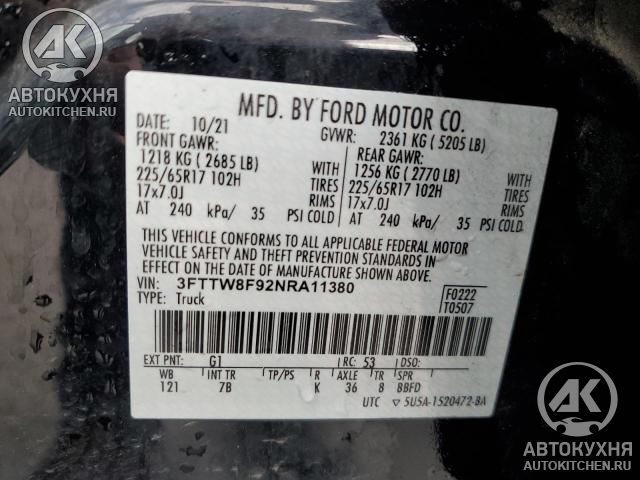 AK
АВТОКУХНЯ
AUTOKITCHEN.RU
MFD. BY FORD MOTOR CO.
DATE: 10/21 GVWR: 2361 KG ( 5205 LB)
FRONT GAWR: REAR GAWR:
1218 KG ( 2685 LB) WITH 1256 KG ( 2770 LB) WITH
225/65R17 102H TIRES 225/65R17 102H TIRES
17x7.0J RIMS 17x7.0J RIMS
AT 240 kPa/ 35 PSI COLD AT 240 kPa/ 35 PSI COLD
THIS VEHICLE CONFORMS TO ALL APPLICABLE FEDERAL MOTOR
VEHICLE SAFETY AND THEFT PREVENTION STANDARDS IN
EFFECT ON THE DATE OF MANUFACTURE SHOWN ABOVE.
VIN: 3FTTW8F92NRA11380 F0222
TYPE: Truck T0507
EXT PNT: G1 RC: 53 DSO:
WB INT TR TP/PS R AXLE TR SPR
121 7B K 36 8 BBFD
UTC ▽ 5U5A-1520472-BA
AK
АВТОКУХНЯ
AUTOKITCHEN.RU